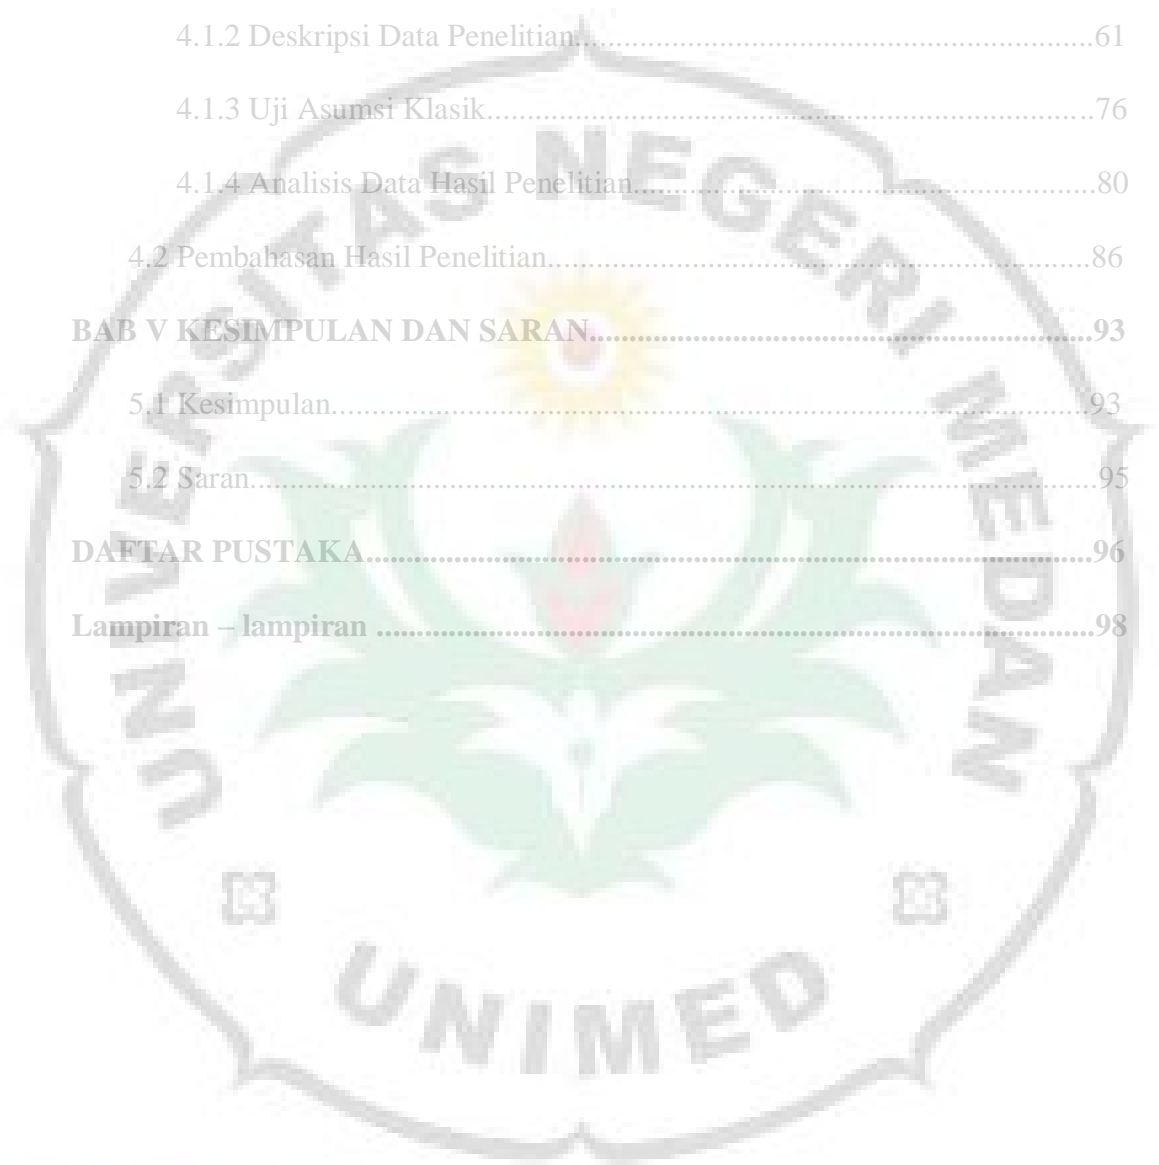 4.1.2 Deskripsi Data Penelitian..................................................................61
4.1.3 Uji Asumsi Klasik..............................................................................76
4.1.4 Analisis Data Hasil Penelitian...........................................................80
4.2 Pembahasan Hasil Penelitian.....................................................................86
BAB V KESIMPULAN DAN SARAN...............................................................93
5.1 Kesimpulan..................................................................................................93
5.2 Saran............................................................................................................95
DAFTAR PUSTAKA...........................................................................................96
Lampiran – lampiran ...........................................................................................98
UNIVERSITAS NEGERI MEDAN
UNIMED